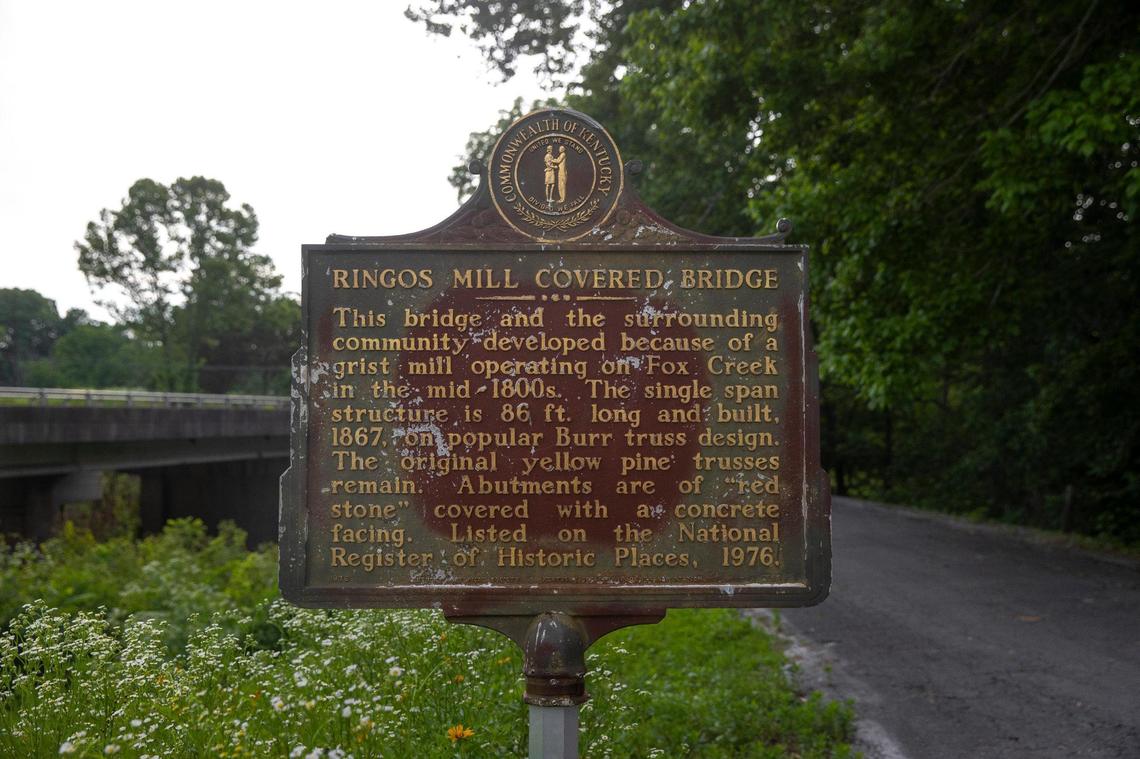 COMMONWEALTH OF KENTUCKY
UNITED WE STAND
DIVIDED WE FALL
RINGOS MILL COVERED BRIDGE
This bridge and the surrounding
community developed because of a
grist mill operating on Fox Creek
in the mid-1800s. The single span
structure is 86 ft. long and built,
1867, on popular Burr truss design.
The original yellow pine trusses
remain. Abutments are of "red
stone" covered with a concrete
facing. Listed on the National
Register of Historic Places, 1976.